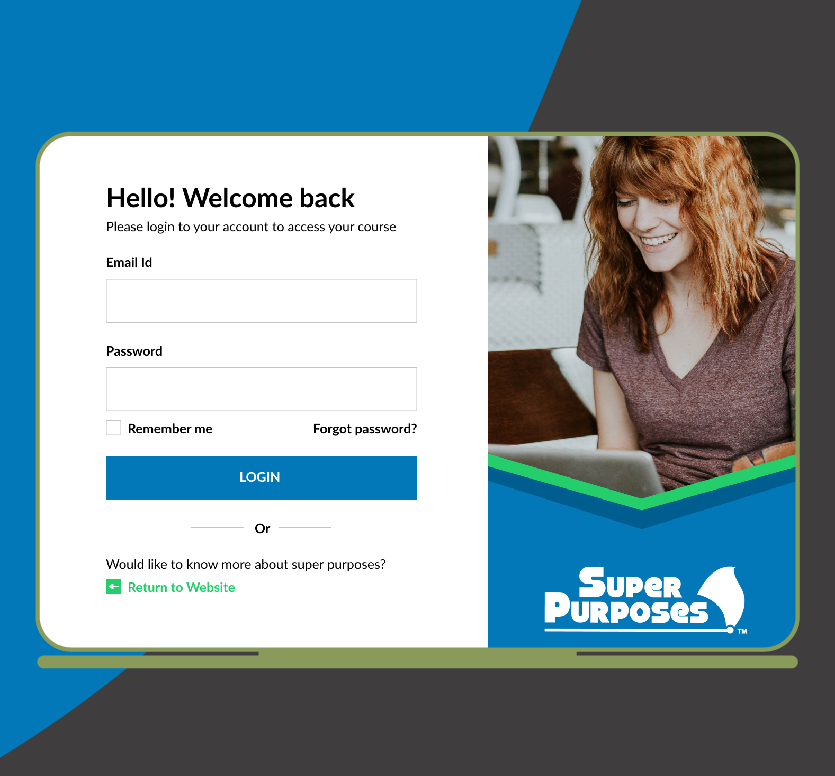 Hello! Welcome back
Please login to your account to access your course
Email Id
Password
Remember me
Forgot password?
LOGIN
Or
Would like to know more about super purposes?
Return to Website
SUPER
PURPOSES
TM